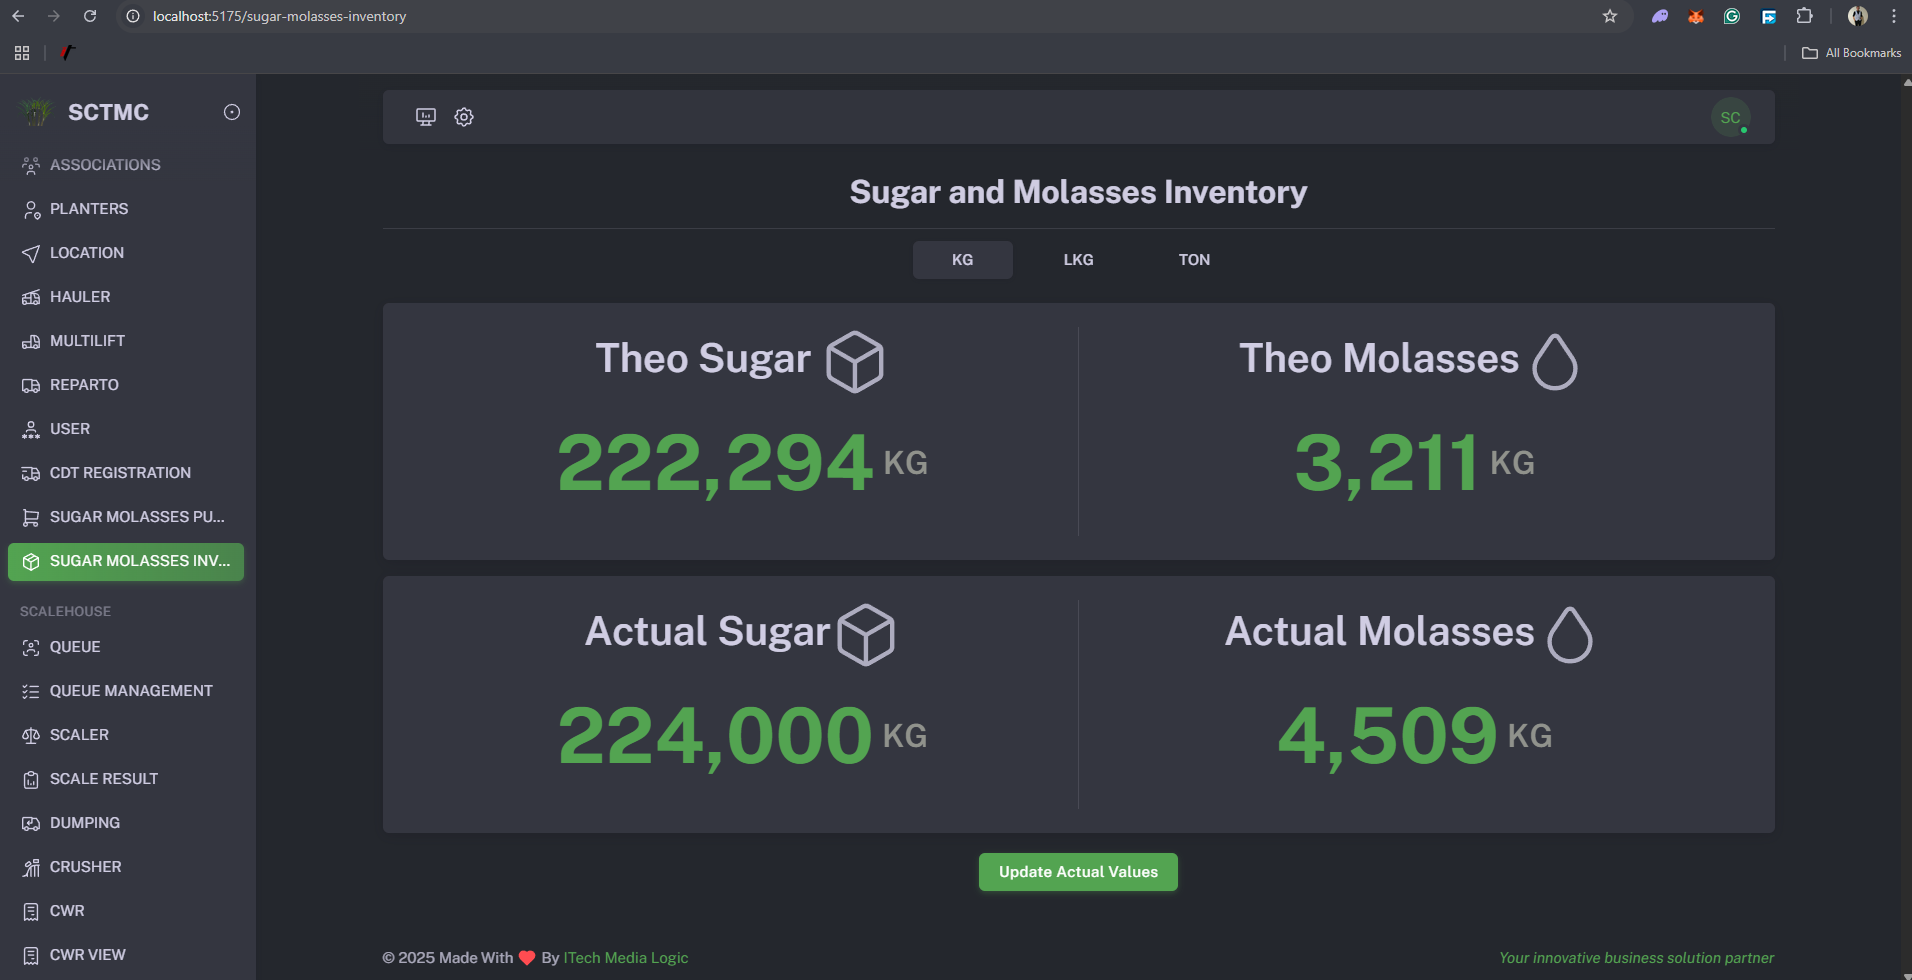 localhost:5175/sugar-molasses-inventory
All Bookmarks
SCTMC
ASSOCIATIONS
PLANTERS
LOCATION
HAULER
MULTILIFT
REPARTO
USER
CDT REGISTRATION
SUGAR MOLASSES PU...
SUGAR MOLASSES INV...
SCALEHOUSE
QUEUE
QUEUE MANAGEMENT
SCALER
SCALE RESULT
DUMPING
CRUSHER
CWR
CWR VIEW
SC
Sugar and Molasses Inventory
KG LKG TON
Theo Sugar
222,294 KG
Theo Molasses
3,211 KG
Actual Sugar
224,000 KG
Actual Molasses
4,509 KG
Update Actual Values
© 2025 Made With ❤ By ITech Media Logic
Your innovative business solution partner